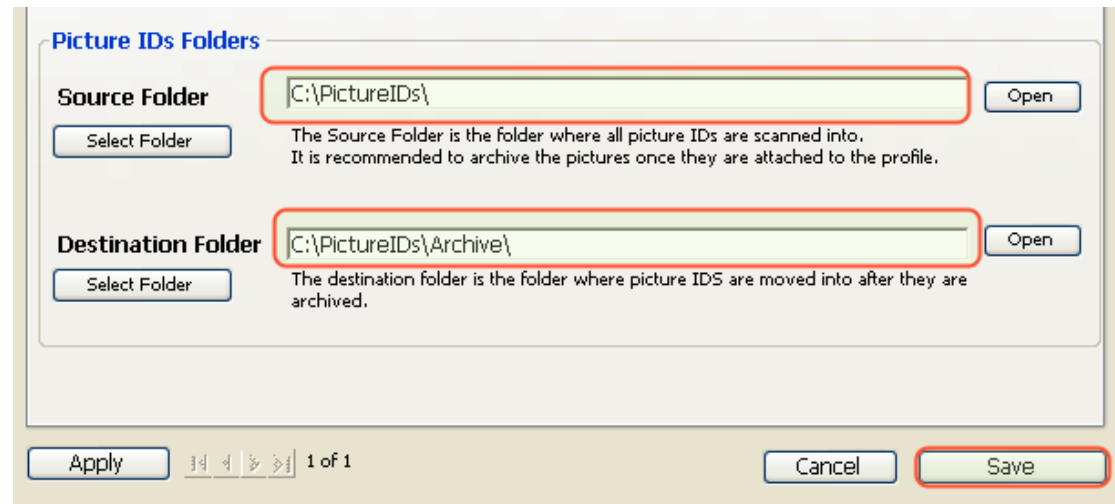 Picture IDs Folders
Source Folder
C:\PictureIDs\
Open
Select Folder
The Source Folder is the folder where all picture IDs are scanned into.
It is recommended to archive the pictures once they are attached to the profile.
Destination Folder
C:\PictureIDs\Archive\
Open
Select Folder
The destination folder is the folder where picture IDS are moved into after they are
archived.
Apply
1 of 1
Cancel
Save